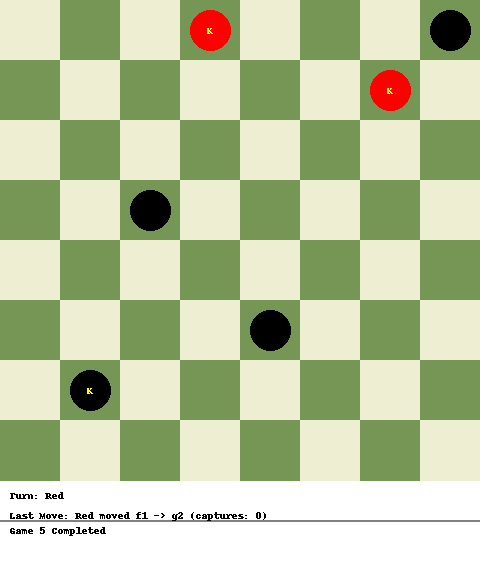 K
K
K
Turn: Red
Last Move: Red moved f1 -> g2 (captures: 0)
Game 5 Completed